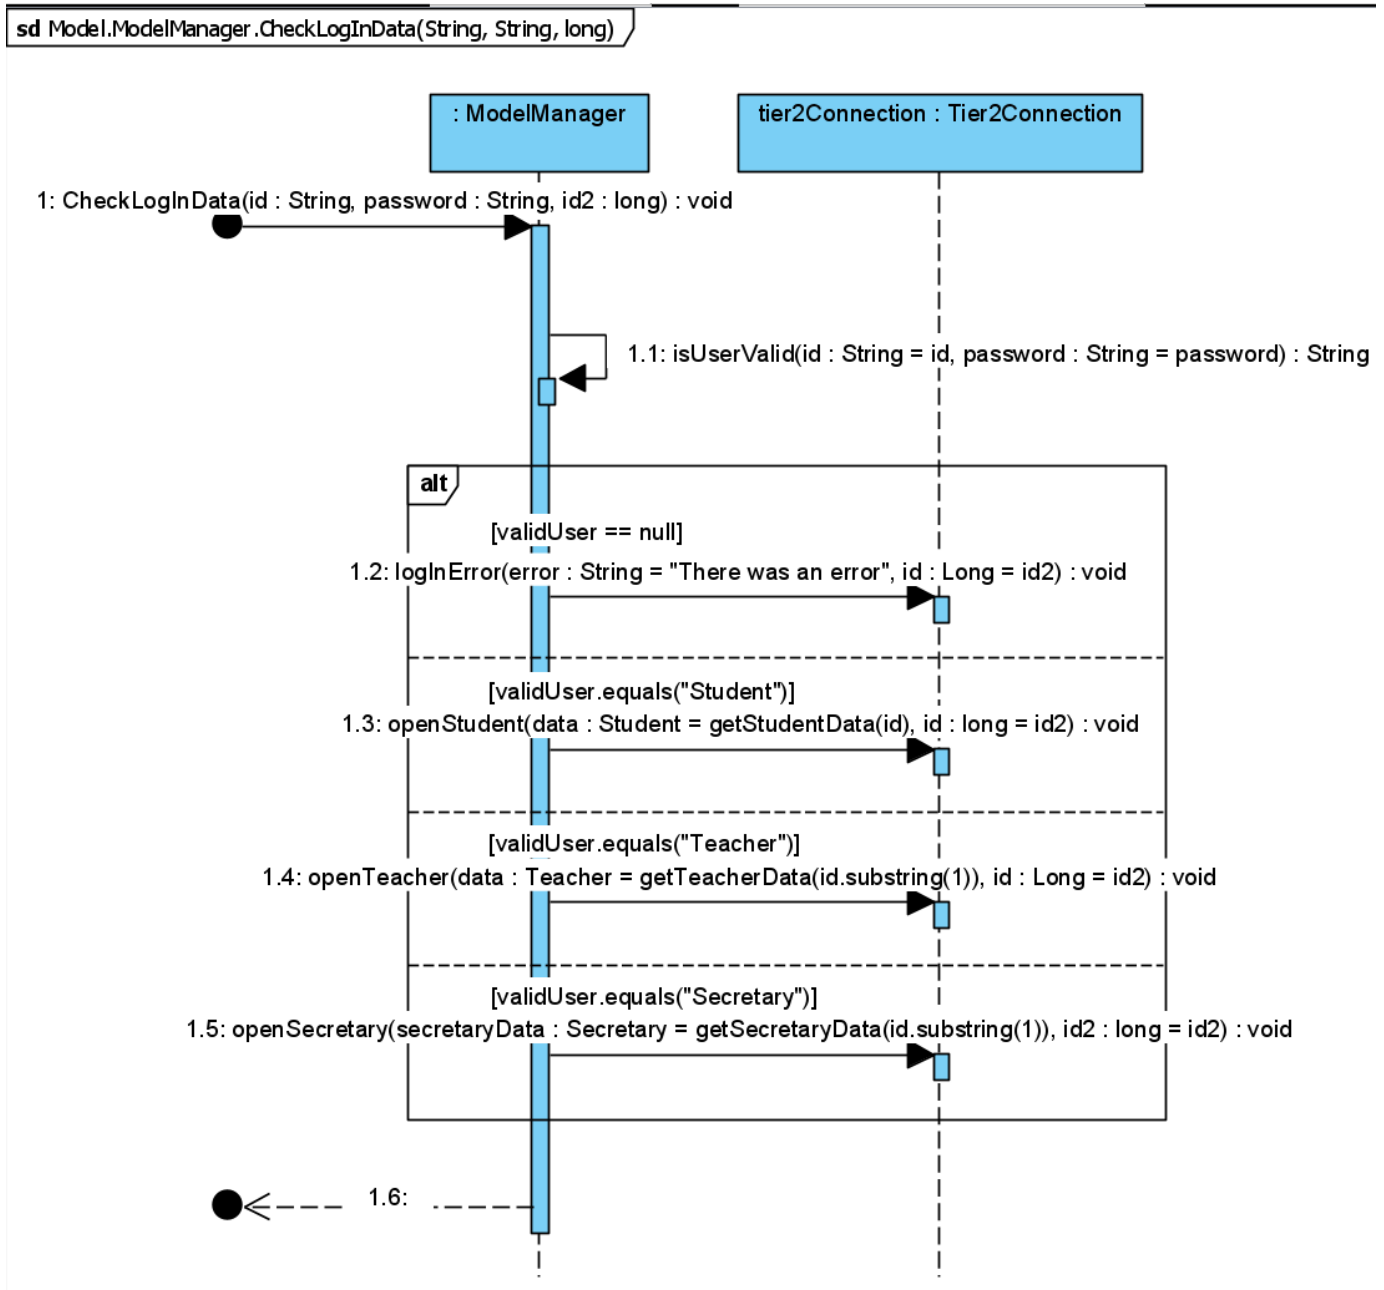 sd Model.ModelManager.CheckLogInData(String, String, long)
: ModelManager
tier2Connection : Tier2Connection
1: CheckLogInData(id : String, password : String, id2 : long) : void
1.1: isUserValid(id : String = id, password : String = password) : String
alt
[validUser == null]
1.2: logInError(error : String = "There was an error", id : Long = id2) : void
[validUser.equals("Student")]
1.3: openStudent(data : Student = getStudentData(id), id : long = id2) : void
[validUser.equals("Teacher")]
1.4: openTeacher(data : Teacher = getTeacherData(id.substring(1)), id : Long = id2) : void
[validUser.equals("Secretary")]
1.5: openSecretary(secretaryData : Secretary = getSecretaryData(id.substring(1)), id2 : long = id2) : void
1.6: